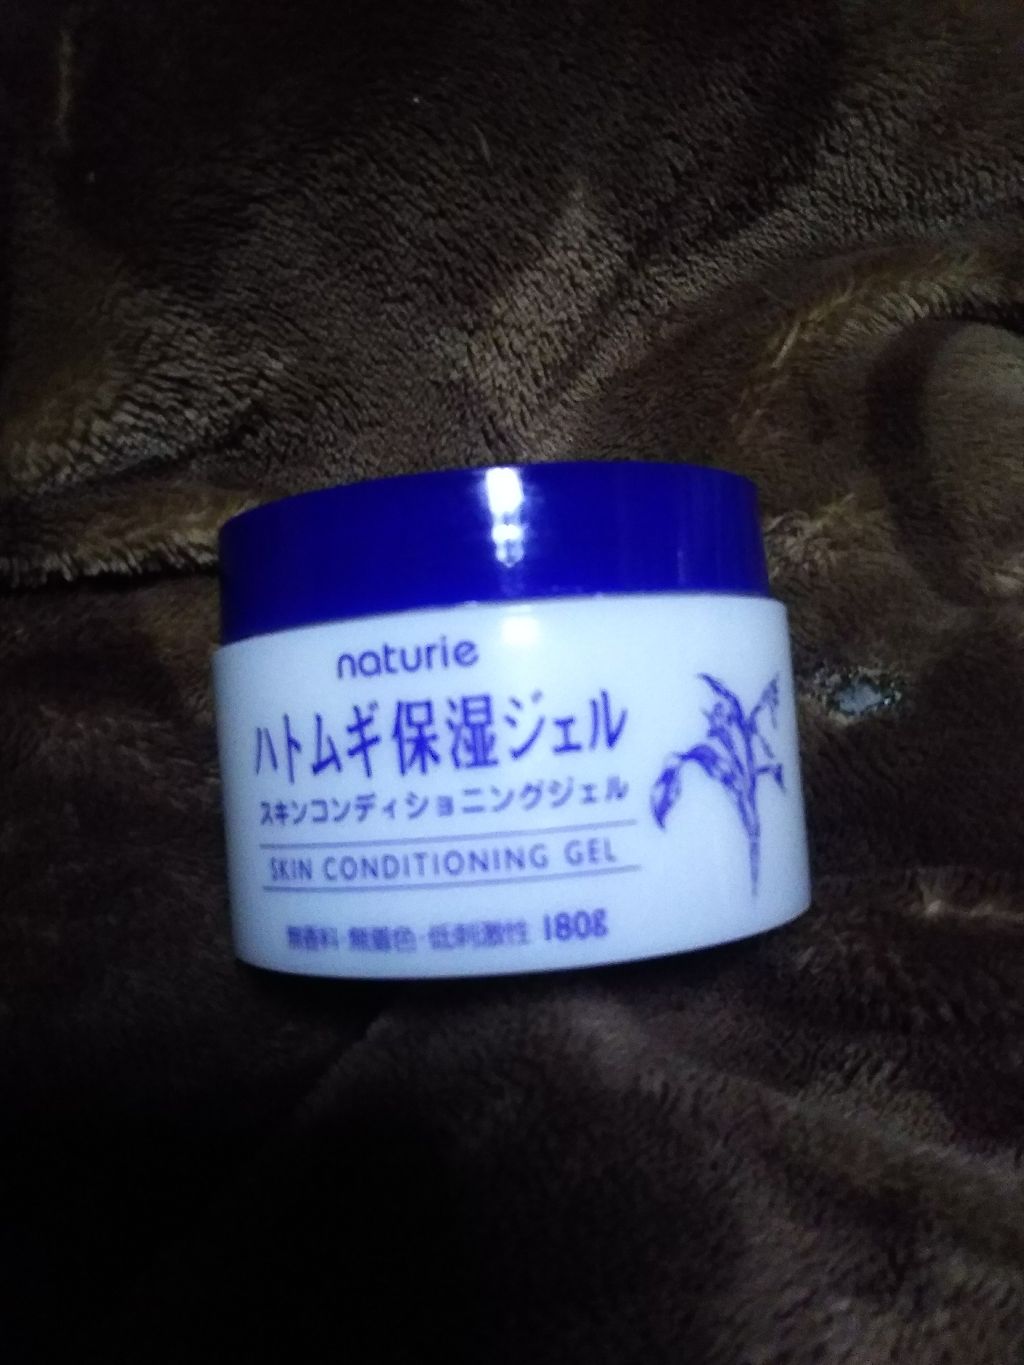 naturie
ハトムギ保湿ジェル
スキンコンディショニングジェル
SKIN CONDITIONING GEL
無香料・無着色・低刺激性 180g